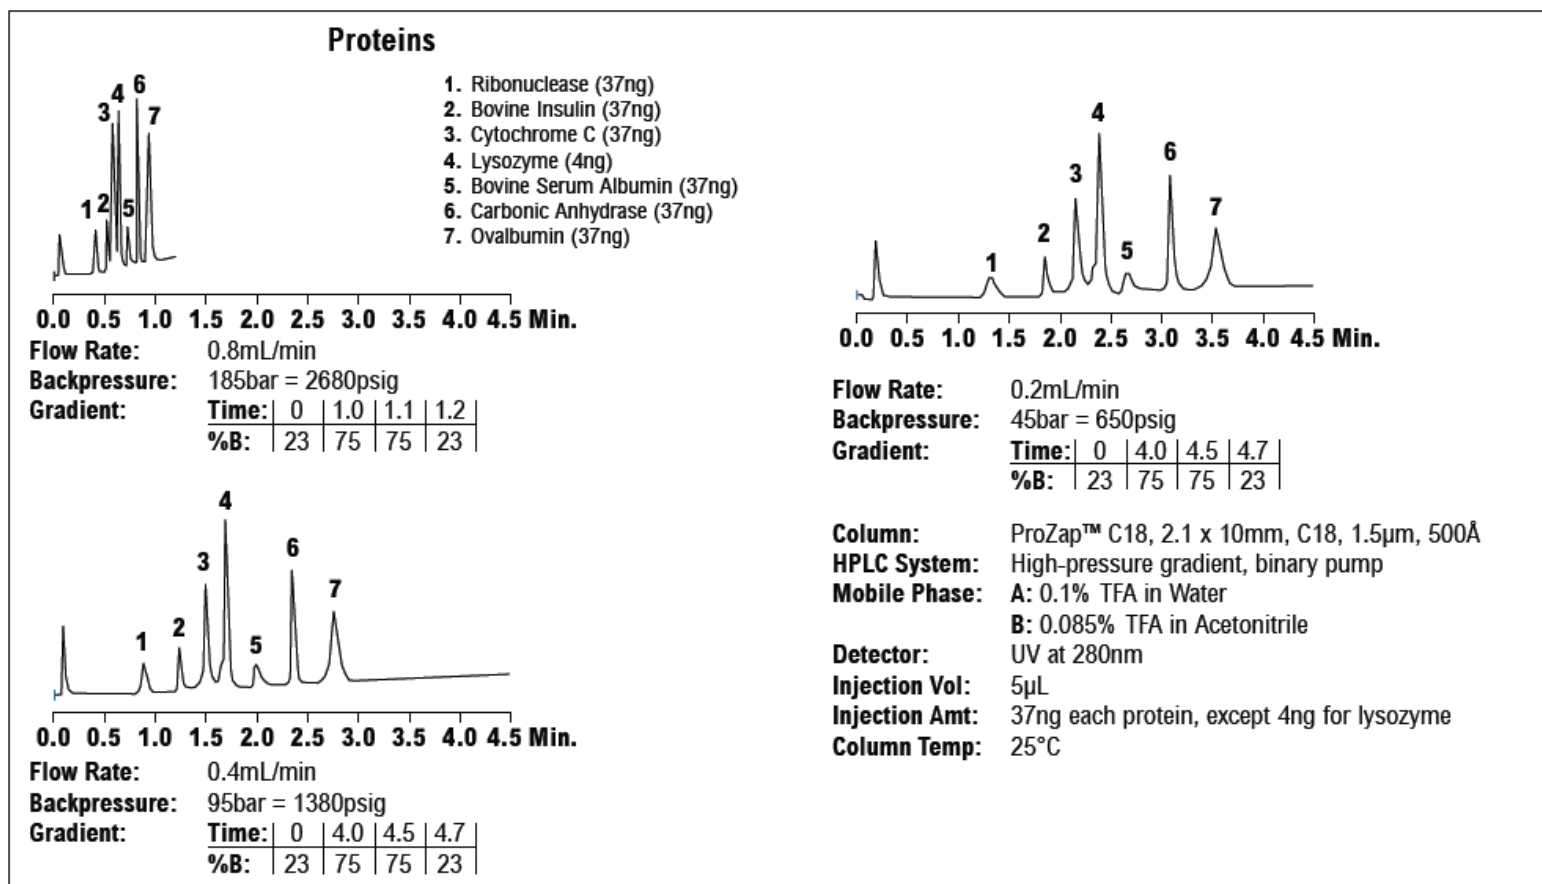 Proteins
1. Ribonuclease (37ng)
2. Bovine Insulin (37ng)
3. Cytochrome C (37ng)
4. Lysozyme (4ng)
5. Bovine Serum Albumin (37ng)
6. Carbonic Anhydrase (37ng)
7. Ovalbumin (37ng)
1 2 3 4 5 6 7
0.0 0.5 1.0 1.5 2.0 2.5 3.0 3.5 4.0 4.5 Min.
Flow Rate: 0.8mL/min
Backpressure: 185bar = 2680psig
Gradient: Time: 0 1.0 1.1 1.2
%B: 23 75 75 23
1 2 3 4 5 6 7
0.0 0.5 1.0 1.5 2.0 2.5 3.0 3.5 4.0 4.5 Min.
Flow Rate: 0.4mL/min
Backpressure: 95bar = 1380psig
Gradient: Time: 0 4.0 4.5 4.7
%B: 23 75 75 23
1 2 3 4 5 6 7
0.0 0.5 1.0 1.5 2.0 2.5 3.0 3.5 4.0 4.5 Min.
Flow Rate: 0.2mL/min
Backpressure: 45bar = 650psig
Gradient: Time: 0 4.0 4.5 4.7
%B: 23 75 75 23
Column: ProZap™ C18, 2.1 x 10mm, C18, 1.5µm, 500Å
HPLC System: High-pressure gradient, binary pump
Mobile Phase: A: 0.1% TFA in Water
B: 0.085% TFA in Acetonitrile
Detector: UV at 280nm
Injection Vol: 5µL
Injection Amt: 37ng each protein, except 4ng for lysozyme
Column Temp: 25°C